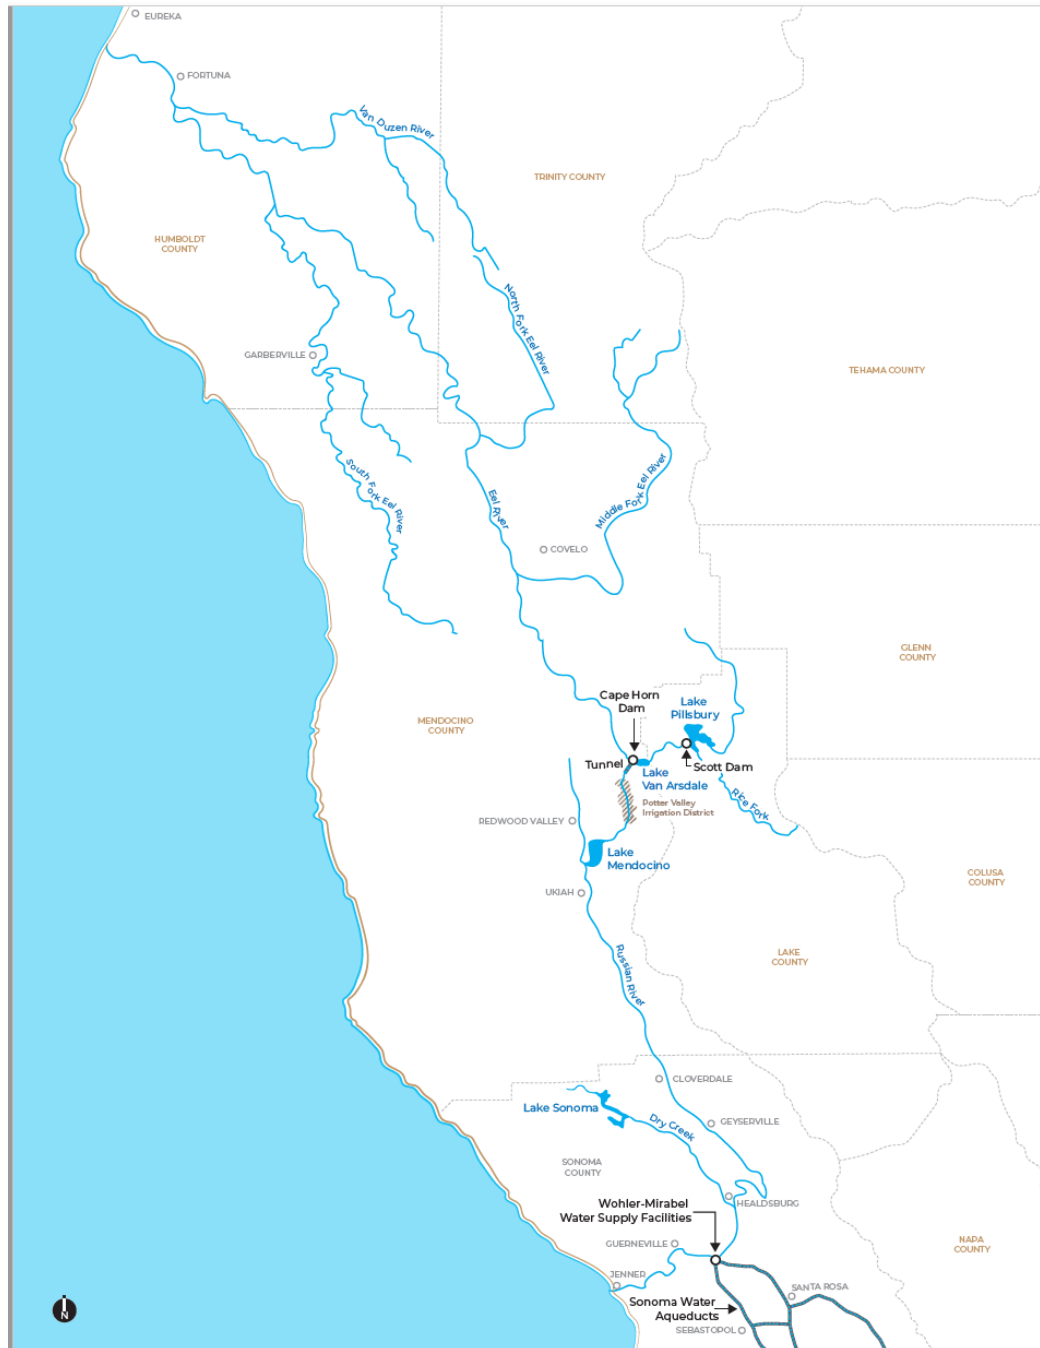 EUREKA
FORTUNA
Van Duzen River
TRINITY COUNTY
HUMBOLDT
COUNTY
North Fork Eel River
GARBERVILLE
TEHAMA COUNTY
South Fork Eel River
Eel River
Middle Fork Eel River
COVELO
GLENN
COUNTY
Cape Horn
Dam
Lake
Pillsbury
MENDOCINO
COUNTY
Tunnel
Scott Dam
Lake
Van Arsdale
Rice Fork
Potter Valley
Irrigation District
REDWOOD VALLEY
Lake
Mendocino
COLUSA
COUNTY
UKIAH
LAKE
COUNTY
Russian River
CLOVERDALE
Lake Sonoma
Dry Creek
GEYSERVILLE
SONOMA
COUNTY
Wohler-Mirabel
Water Supply Facilities
HEALDSBURG
GUERNEVILLE
NAPA
COUNTY
JENNER
SANTA ROSA
Sonoma Water
Aqueducts
SEBASTOPOL
N